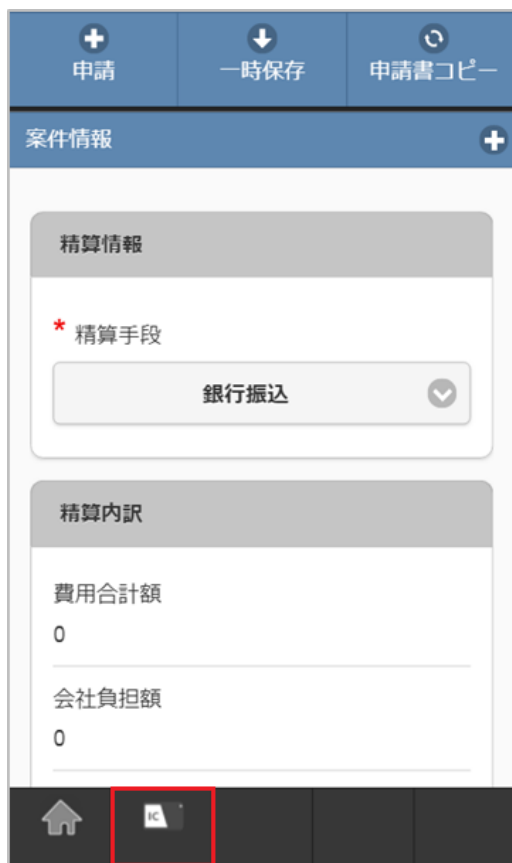 申請 一時保存 申請書コピー
案件情報
精算情報
* 精算手段
銀行振込
精算内訳
費用合計額
0
会社負担額
0
IC